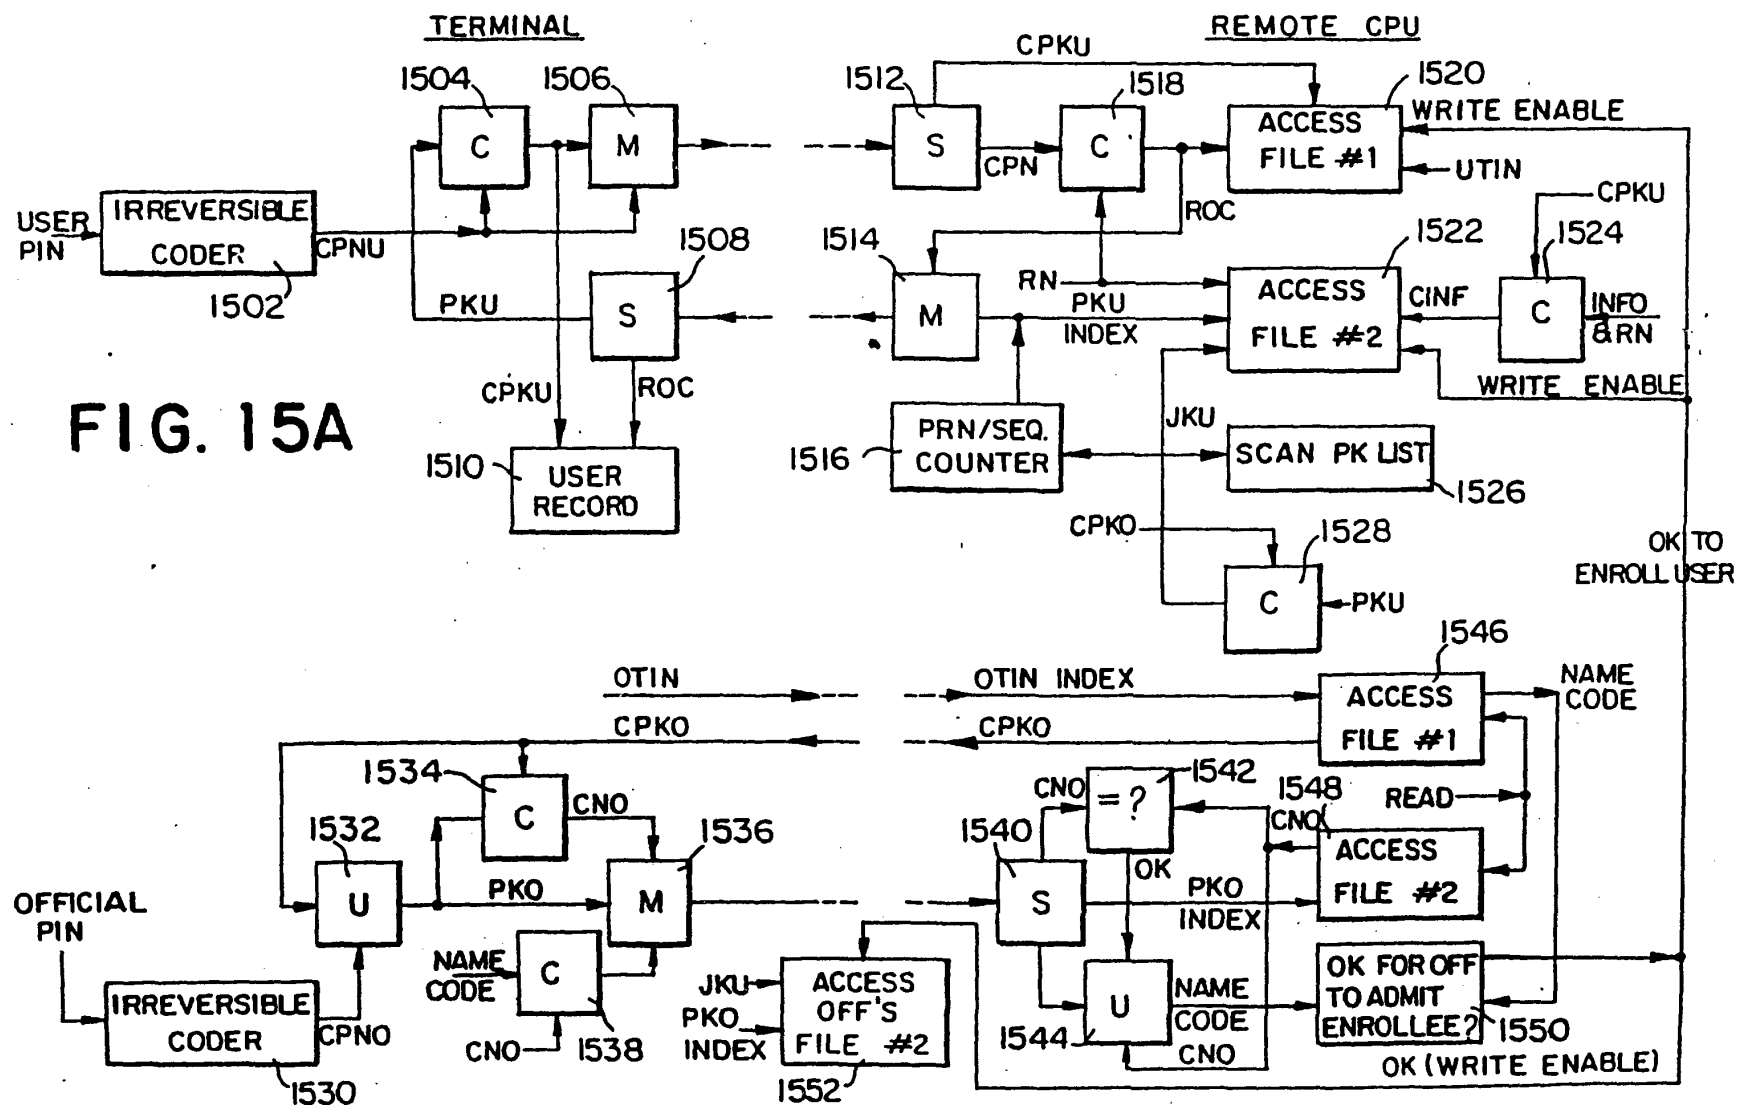 TERMINAL
REMOTE CPU
CPKU
1504
1506
1512
1518
1520
C
M
S
CPN
C
ACCESS
FILE #1
WRITE ENABLE
UTIN
USER
PIN
IRREVERSIBLE
CODER
CPNU
1502
1508
1514
ROC
1522
CPKU
1524
PKU
S
M
RN
PKU
INDEX
ACCESS
FILE #2
CINF
C
INFO
& RN
WRITE ENABLE
FIG. 15A
CPKU
ROC
1510
USER
RECORD
1516
PRN/SEQ.
COUNTER
JKU
SCAN PK LIST
1526
CPKO
1528
C
PKU
OK TO
ENROLL USER
1546
OTIN
OTIN INDEX
ACCESS
FILE #1
NAME
CODE
CPKO
CPKO
1534
C
CNO
1532
U
PKO
1536
M
1540
S
CNO
= ?
1542
OK
READ
1548
CNO
ACCESS
FILE #2
PKO
INDEX
OFFICIAL
PIN
NAME
CODE
C
1538
CNO
IRREVERSIBLE
CODER
CPNO
1530
JKU
PKO
INDEX
ACCESS
OFF'S
FILE #2
1552
U
1544
NAME
CODE
CNO
OK FOR OFF
TO ADMIT
ENROLLEE?
1550
OK (WRITE ENABLE)